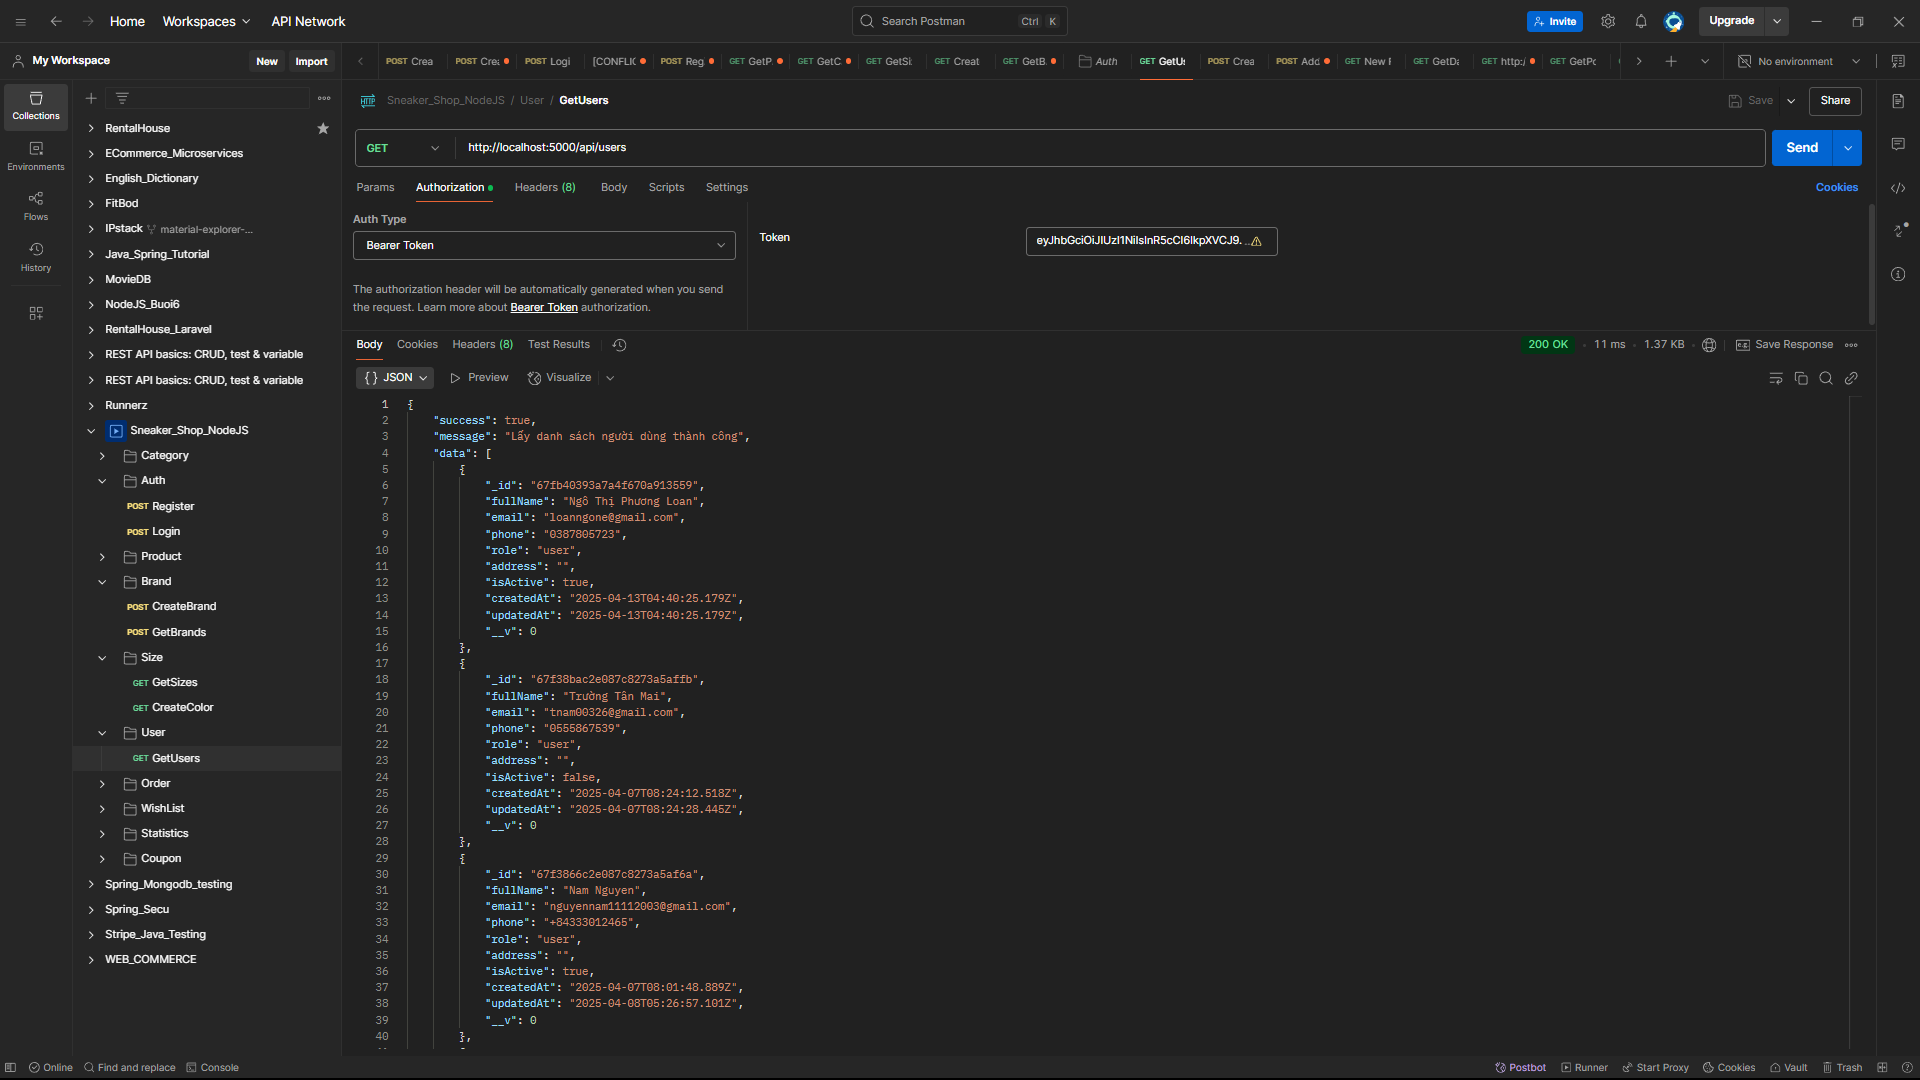 Home Workspaces API Network
Search Postman Ctrl K
Invite Upgrade
My Workspace New Import
POST Crea POST Crea POST Logi [CONFLIC POST Reg GET GetP. GET GetC GET GetSi GET Creat GET GetB. Auth GET GetUs POST Crea POST Add GET New F GET GetDa GET http:/ GET GetPc No environment
Collections
Environments
Flows
History
RentalHouse
ECommerce_Microservices
English_Dictionary
FitBod
IPstack material-explorer-...
Java_Spring_Tutorial
MovieDB
NodeJS_Buoi6
RentalHouse_Laravel
REST API basics: CRUD, test & variable
REST API basics: CRUD, test & variable
Runnerz
Sneaker_Shop_NodeJS
Category
Auth
POST Register
POST Login
Product
Brand
POST CreateBrand
POST GetBrands
Size
GET GetSizes
GET CreateColor
User
GET GetUsers
Order
WishList
Statistics
Coupon
Spring_Mongodb_testing
Spring_Secu
Stripe_Java_Testing
WEB_COMMERCE
HTTP Sneaker_Shop_NodeJS / User / GetUsers
Save Share
GET http://localhost:5000/api/users Send
Params Authorization Headers (8) Body Scripts Settings Cookies
Auth Type
Bearer Token
The authorization header will be automatically generated when you send
the request. Learn more about Bearer Token authorization.
Token
Body Cookies Headers (8) Test Results
200 OK 11 ms 1.37 KB Save Response
{} JSON Preview Visualize
1 {
2 "success": true,
3 "message": "Lấy danh sách người dùng thành công",
4 "data": [
5 {
6 "_id": "67fb40393a7a4f670a913559",
7 "fullName": "Ngô Thị Phương Loan",
8 "email": "loanngone@gmail.com",
9 "phone": "0387805723",
10 "role": "user",
11 "address": "",
12 "isActive": true,
13 "createdAt": "2025-04-13T04:40:25.179Z",
14 "updatedAt": "2025-04-13T04:40:25.179Z",
15 "__v": 0
16 },
17 {
18 "_id": "67f38bac2e087c8273a5affb",
19 "fullName": "Trường Tân Mai",
20 "email": "tnam00326@gmail.com",
21 "phone": "0555867539",
22 "role": "user",
23 "address": "",
24 "isActive": false,
25 "createdAt": "2025-04-07T08:24:12.518Z",
26 "updatedAt": "2025-04-07T08:24:28.445Z",
27 "__v": 0
28 },
29 {
30 "_id": "67f3866c2e087c8273a5af6a",
31 "fullName": "Nam Nguyen",
32 "email": "nguyennam11112003@gmail.com",
33 "phone": "+84333012465",
34 "role": "user",
35 "address": "",
36 "isActive": true,
37 "createdAt": "2025-04-07T08:01:48.889Z",
38 "updatedAt": "2025-04-08T05:26:57.101Z",
39 "__v": 0
40 },
Online Find and replace Console
Postbot Runner Start Proxy Cookies Vault Trash